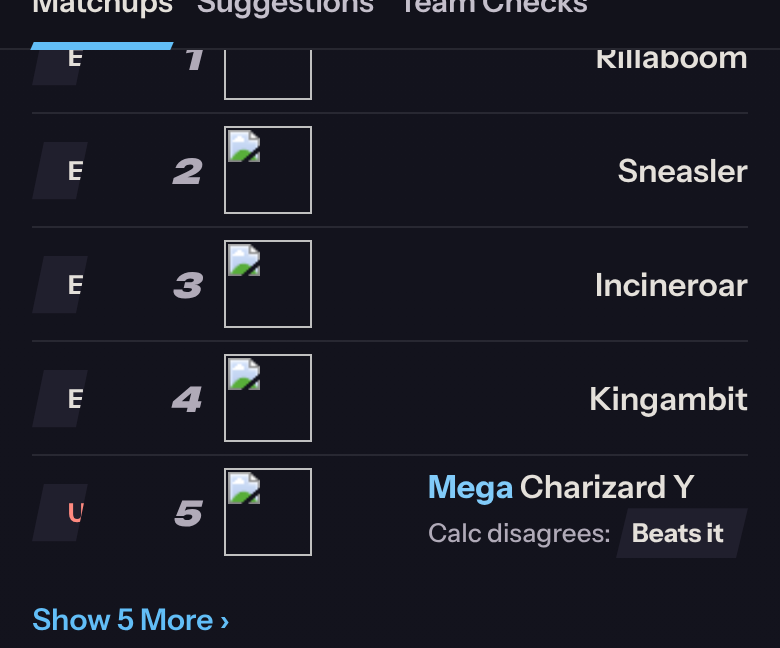 Matchups Suggestions Team Checks
E 1 Rillaboom
E 2 Sneasler
E 3 Incineroar
E 4 Kingambit
U 5 Mega Charizard Y
Calc disagrees: Beats it
Show 5 More ›